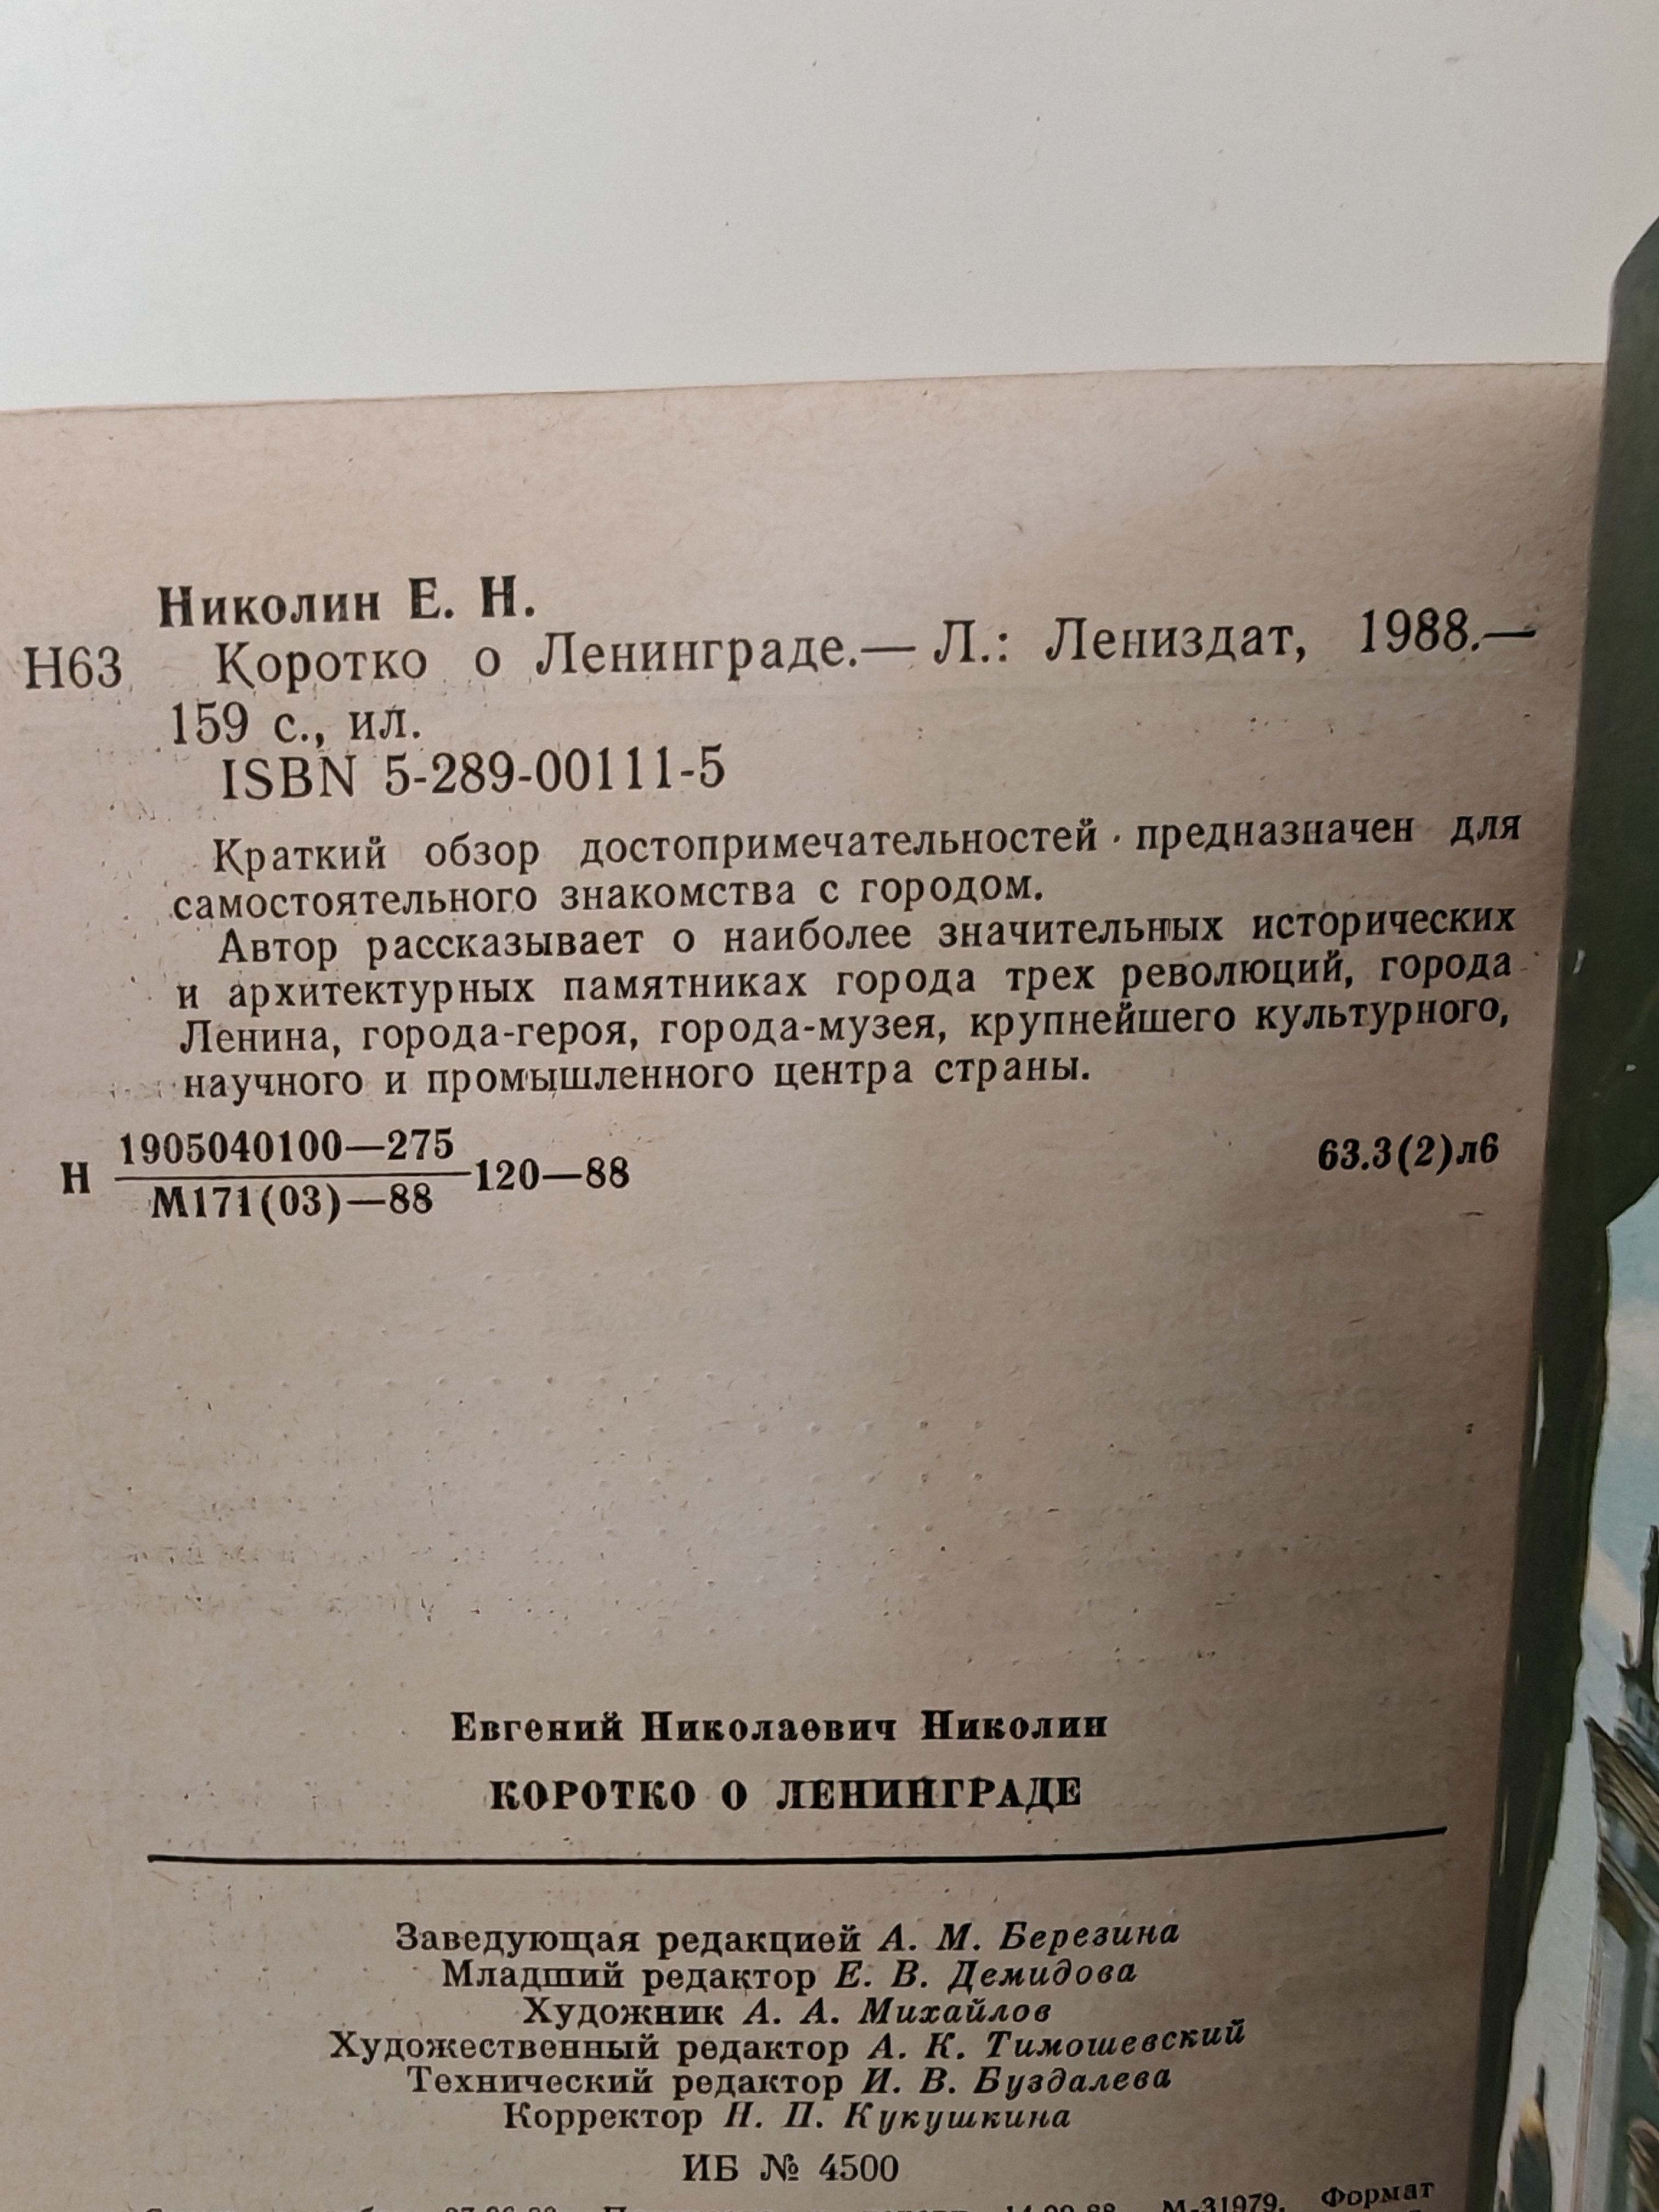 Николин Е. Н.
Н63 Коротко о Ленинграде.— Л.: Лениздат, 1988.—
159 с., ил.
ISBN 5-289-00111-5
Краткий обзор достопримечательностей предназначен для
самостоятельного знакомства с городом.
Автор рассказывает о наиболее значительных исторических
и архитектурных памятниках города трех революций, города
Ленина, города-героя, города-музея, крупнейшего культурного,
научного и промышленного центра страны.
1905040100—275
Н 120—88 63.3(2)л6
М171(03)—88
Евгений Николаевич Николин
КОРОТКО О ЛЕНИНГРАДЕ
Заведующая редакцией А. М. Березина
Младший редактор Е. В. Демидова
Художник А. А. Михайлов
Художественный редактор А. К. Тимошевский
Технический редактор И. В. Буздалева
Корректор Н. П. Кукушкина
ИБ № 4500
М-31979. Формат